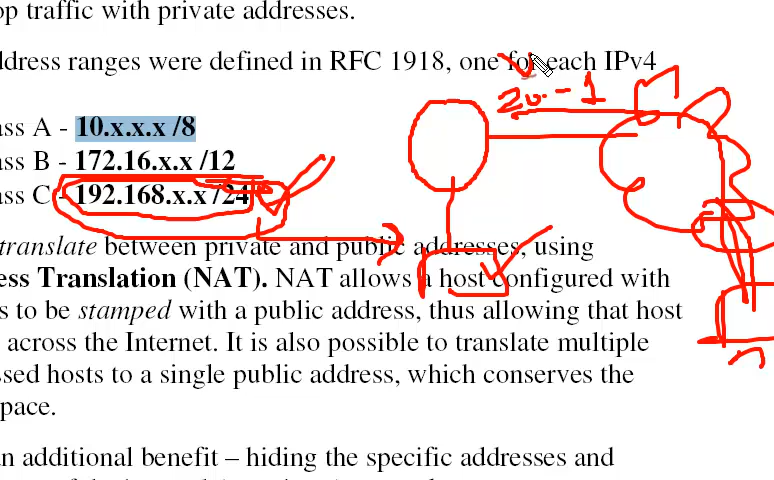 op traffic with private addresses.
ddress ranges were defined in RFC 1918, one for each IPv4
20-1
ass A - 10.x.x.x /8
ass B - 172.16.x.x /12
ass C - 192.168.x.x /24
translate between private and public addresses, using
ess Translation (NAT). NAT allows a host configured with
s to be stamped with a public address, thus allowing that host
across the Internet. It is also possible to translate multiple
ssed hosts to a single public address, which conserves the
pace.
an additional benefit – hiding the specific addresses and